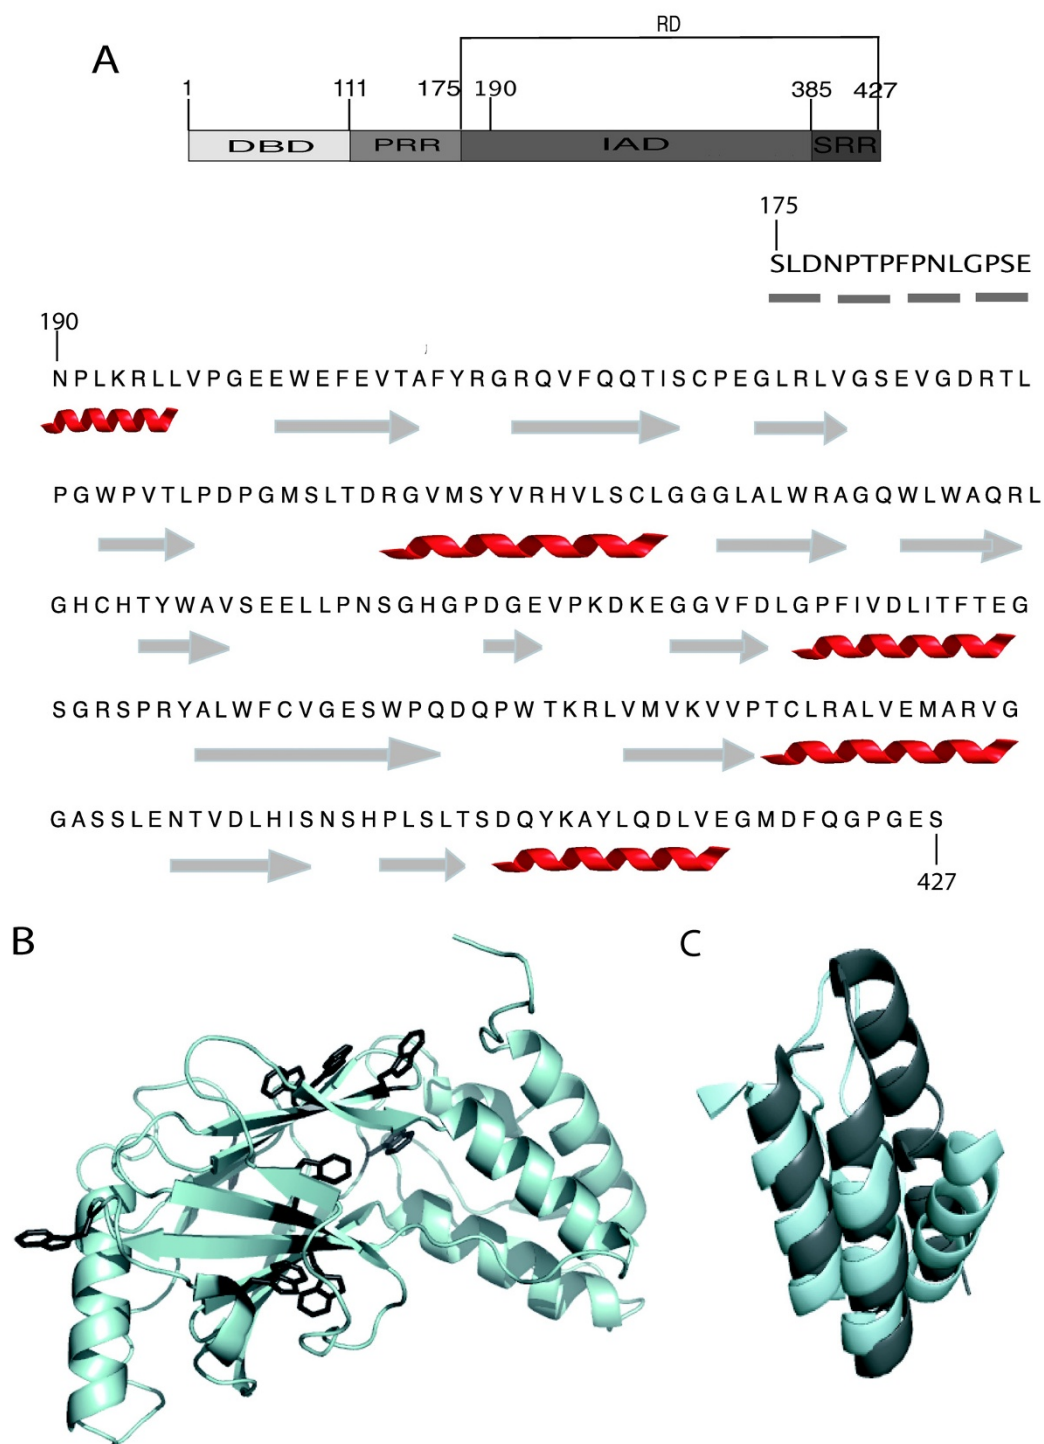 A
RD
1 111 175 190 385 427
DBD PRR IAD SRR
175
SLDNPTPFPNLGPSE
190
NPLKRLLVPGEEWEFEVTAFYRGRQVFQQTISCPEGLRLVGSEVGDRTL
PGWPVTLPDPGMSLTDRGVMSYVRHVLSCLGGGLALWRAGQWLWAQRL
GHCHTYWAVSEELLPNSGHGPDGEVPKDKEGGVFDLGPFIVDLITFTEG
SGRSPRYALWFCVGESWPQDQPWTKRLVMVKVVPTCLRALVEMARVG
GASSLENTVDLHISNSHPLSLTSDQYKAYLQDLVEGMDFQGPGES
427
B
C